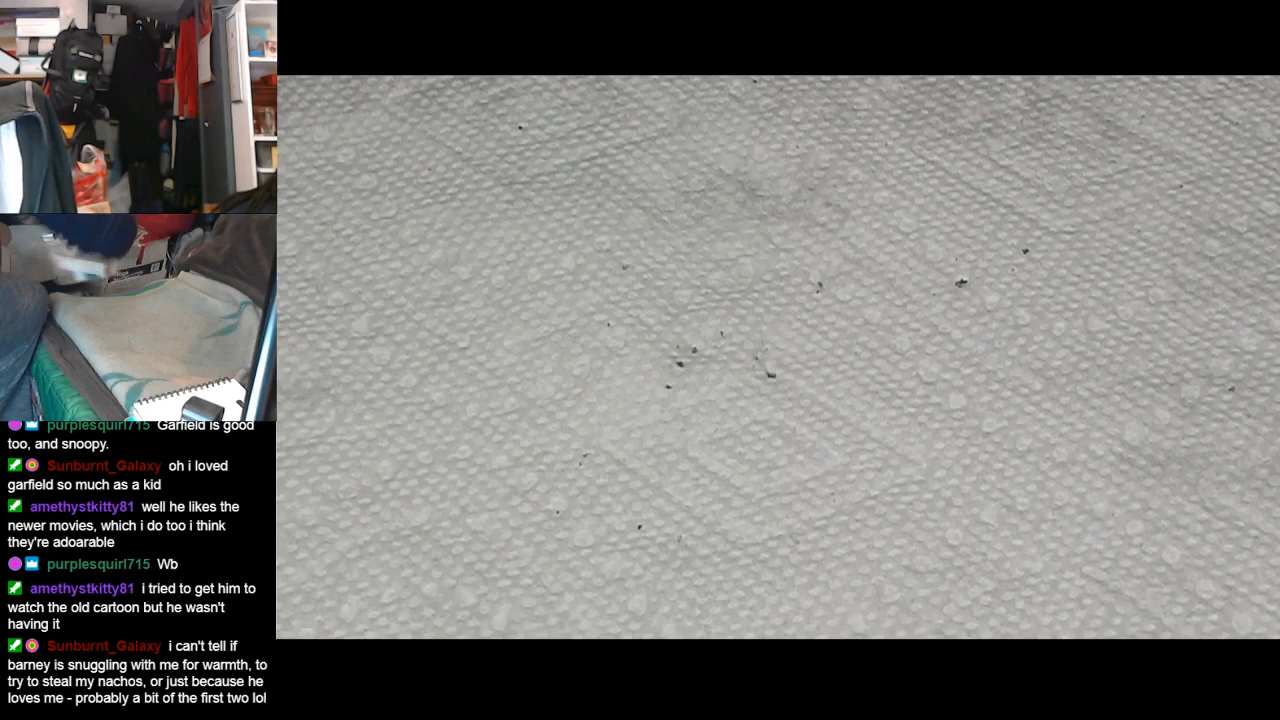 purplesquirl715 Garfield is good
too, and snoopy.
Sunburnt_Galaxy oh i loved
garfield so much as a kid
amethystkitty81 well he likes the
newer movies, which i do too i think
they're adoarable
purplesquirl715 Wb
amethystkitty81 i tried to get him to
watch the old cartoon but he wasn't
having it
Sunburnt_Galaxy i can't tell if
barney is snuggling with me for warmth, to
try to steal my nachos, or just because he
loves me - probably a bit of the first two lol